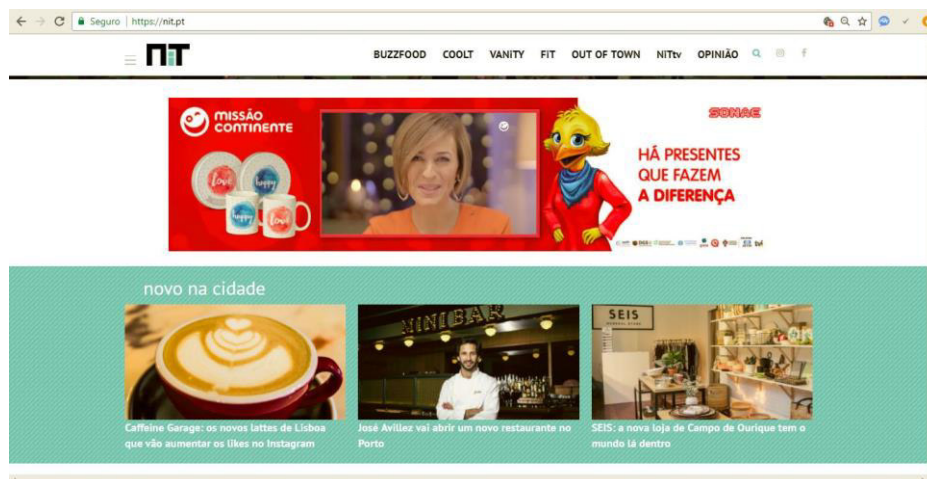 Seguro | https://nit.pt
NiT
BUZZFOOD COOLT VANiTY FiT OUT OF TOWN NiTtv OPINIÃO
MISSÃO
CONTINENTE
SONAE
HÁ PRESENTES
QUE FAZEM
A DIFERENÇA
love
happy
happy
love
novo na cidade
MINIBAR
SEIS
Caffeine Garage: os novos lattes de Lisboa
que vão aumentar os likes no Instagram
José Avillez vai abrir um novo restaurante no
Porto
SEIS: a nova loja de Campo de Ourique tem o
mundo lá dentro